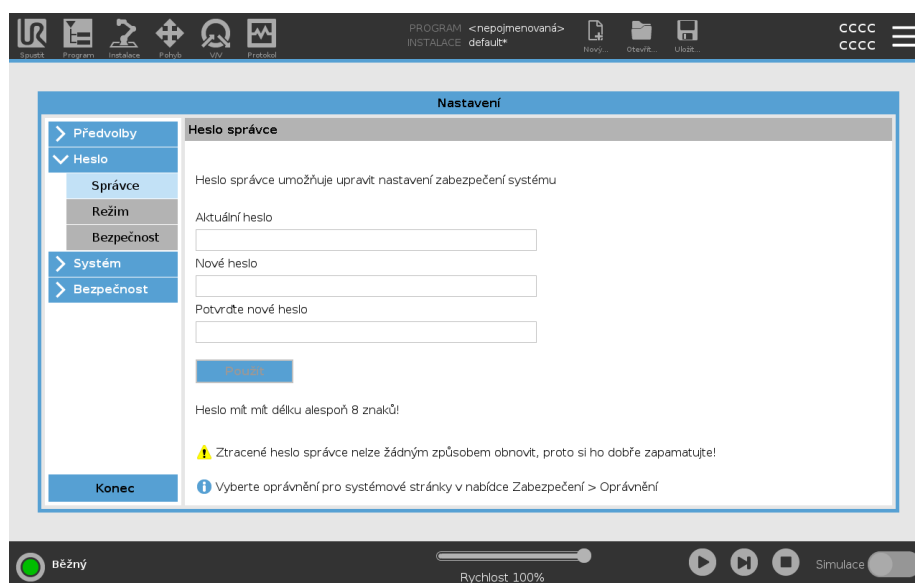 PROGRAM <nepojmenovaná>
INSTALACE default*
cccc
cccc
Spustit Program Instalace Pohyb V/V Protokol Nový... Otevřít... Uložit...
Nastavení
Předvolby
Heslo
Správce
Režim
Bezpečnost
Systém
Bezpečnost
Konec
Heslo správce
Heslo správce umožňuje upravit nastavení zabezpečení systému
Aktuální heslo
Nové heslo
Potvrďte nové heslo
Použít
Heslo mít mít délku alespoň 8 znaků!
Ztracené heslo správce nelze žádným způsobem obnovit, proto si ho dobře zapamatujte!
Vyberte oprávnění pro systémové stránky v nabídce Zabezpečení > Oprávnění
Běžný
Rychlost 100%
Simulace